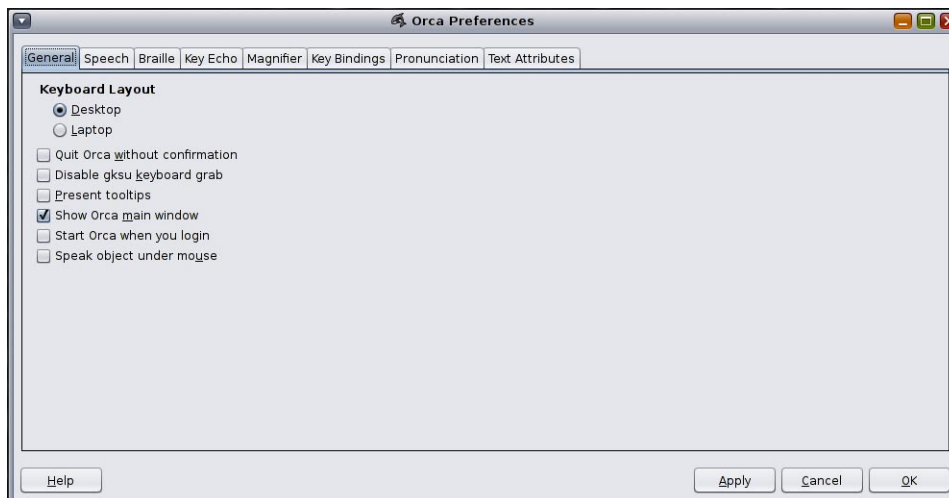 Orca Preferences
General Speech Braille Key Echo Magnifier Key Bindings Pronunciation Text Attributes
Keyboard Layout
Desktop
Laptop
Quit Orca without confirmation
Disable gksu keyboard grab
Present tooltips
Show Orca main window
Start Orca when you login
Speak object under mouse
Help Apply Cancel OK